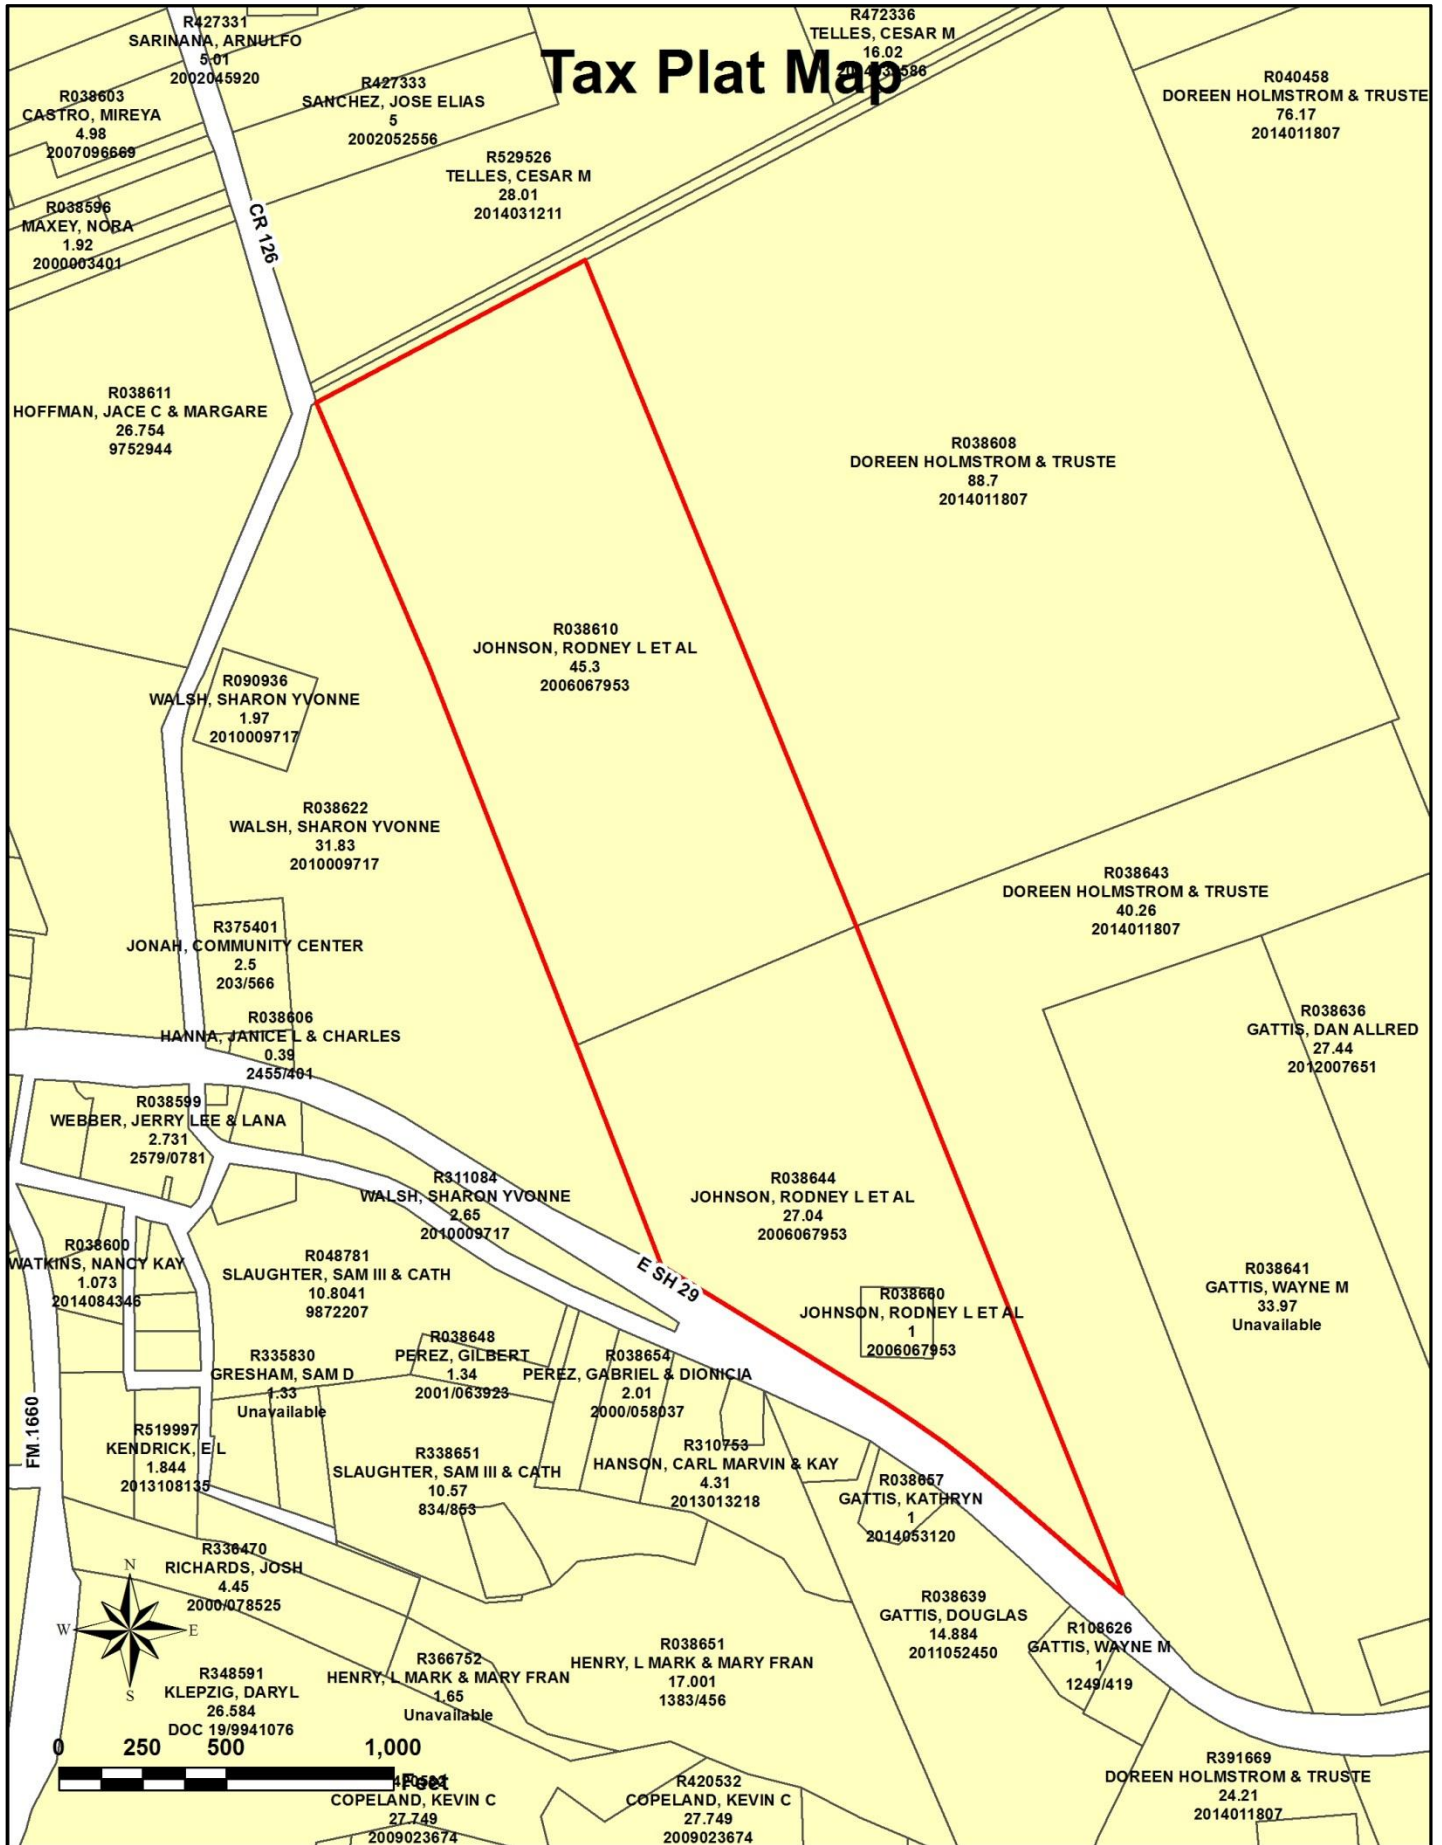 Tax Plat Map
R427331
SARINANA, ARNULFO
5.01
2002045920
R472336
TELLES, CESAR M
16.02
R038603
CASTRO, MIREYA
4.98
2007096669
R427333
SANCHEZ, JOSE ELIAS
5
2002052556
R040458
DOREEN HOLMSTROM & TRUSTE
76.17
2014011807
R529526
TELLES, CESAR M
28.01
2014031211
R038596
MAXEY, NORA
1.92
2000003401
CR 126
R038611
HOFFMAN, JACE C & MARGARE
26.754
9752944
R038608
DOREEN HOLMSTROM & TRUSTE
88.7
2014011807
R038610
JOHNSON, RODNEY L ET AL
45.3
2006067953
R090936
WALSH, SHARON YVONNE
1.97
2010009717
R038622
WALSH, SHARON YVONNE
31.83
2010009717
R038643
DOREEN HOLMSTROM & TRUSTE
40.26
2014011807
R375401
JONAH, COMMUNITY CENTER
2.5
203/566
R038606
HANNA, JANICE L & CHARLES
0.39
2455/401
R038636
GATTIS, DAN ALLRED
27.44
2012007651
R038599
WEBBER, JERRY LEE & LANA
2.731
2579/0781
R311084
WALSH, SHARON YVONNE
2.65
2010009717
R038644
JOHNSON, RODNEY L ET AL
27.04
2006067953
R038600
WATKINS, NANCY KAY
1.073
2014084346
R048781
SLAUGHTER, SAM III & CATH
10.8041
9872207
E SH 29
R038660
JOHNSON, RODNEY L ET AL
1
2006067953
R038641
GATTIS, WAYNE M
33.97
Unavailable
R335830
GRESHAM, SAM D
1.33
Unavailable
R038648
PEREZ, GILBERT
1.34
2001/063923
R038654
PEREZ, GABRIEL & DIONICIA
2.01
2000/058037
FM 1660
R519997
KENDRICK, E L
1.844
2013108135
R338651
SLAUGHTER, SAM III & CATH
10.57
834/853
R310753
HANSON, CARL MARVIN & KAY
4.31
2013013218
R038657
GATTIS, KATHRYN
1
2014053120
R336470
RICHARDS, JOSH
4.45
2000/078525
N
W
E
S
R038639
GATTIS, DOUGLAS
14.884
2011052450
R108626
GATTIS, WAYNE M
1
1249/419
R348591
KLEPZIG, DARYL
26.584
DOC 19/9941076
R366752
HENRY, L MARK & MARY FRAN
1.65
Unavailable
R038651
HENRY, L MARK & MARY FRAN
17.001
1383/456
0 250 500 1,000
Feet
COPELAND, KEVIN C
27.749
2009023674
R420532
COPELAND, KEVIN C
27.749
2009023674
R391669
DOREEN HOLMSTROM & TRUSTE
24.21
2014011807